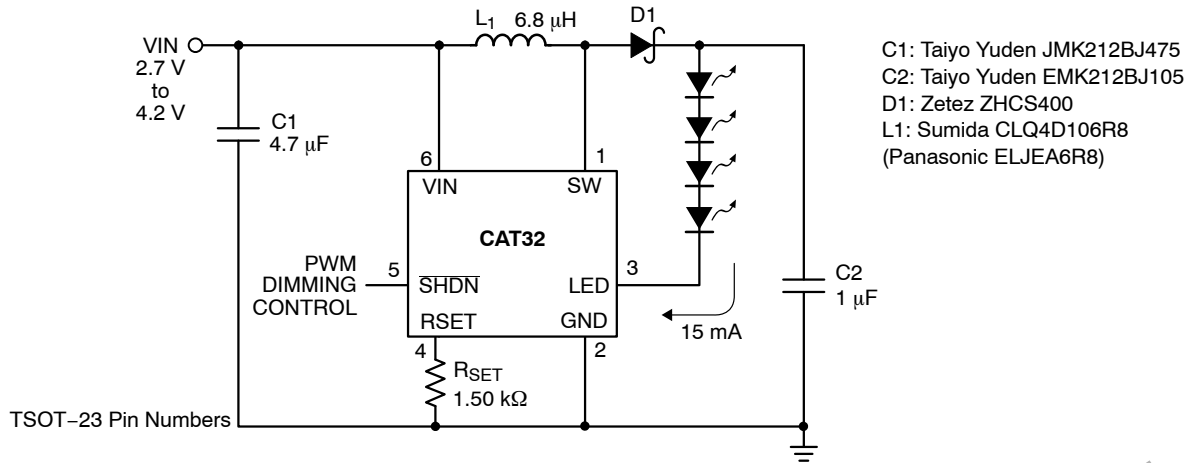 L1 6.8 μH
D1
VIN
2.7 V
to
4.2 V
C1
4.7 μF
6
1
VIN
SW
CAT32
PWM
DIMMING
CONTROL
5
SHDN
LED
3
RSET
GND
4
2
15 mA
C2
1 μF
RSET
1.50 kΩ
TSOT–23 Pin Numbers
C1: Taiyo Yuden JMK212BJ475
C2: Taiyo Yuden EMK212BJ105
D1: Zetez ZHCS400
L1: Sumida CLQ4D106R8
(Panasonic ELJEA6R8)